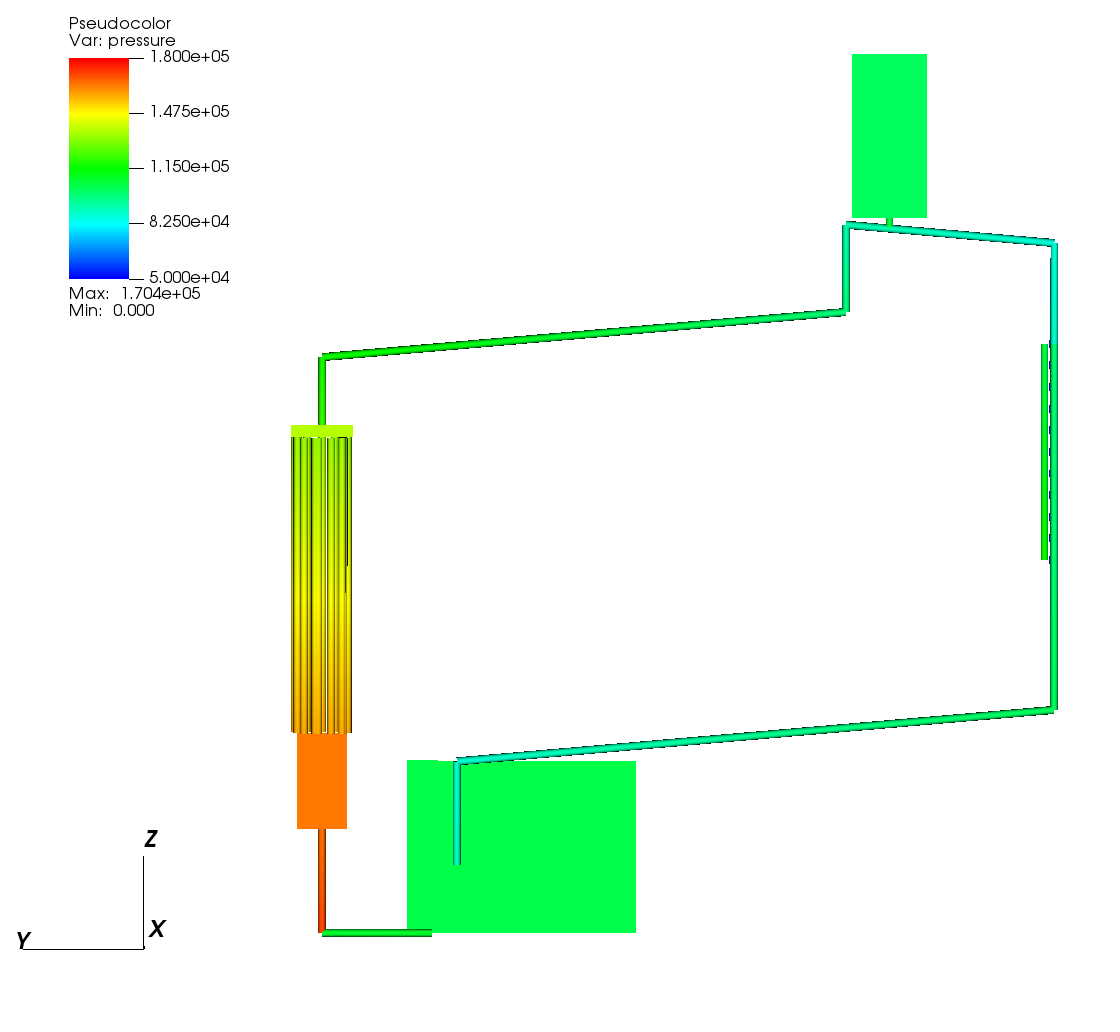 Pseudocolor
Var: pressure
1.800e+05
1.475e+05
1.150e+05
8.250e+04
5.000e+04
Max: 1.704e+05
Min: 0.000
Z
X
Y